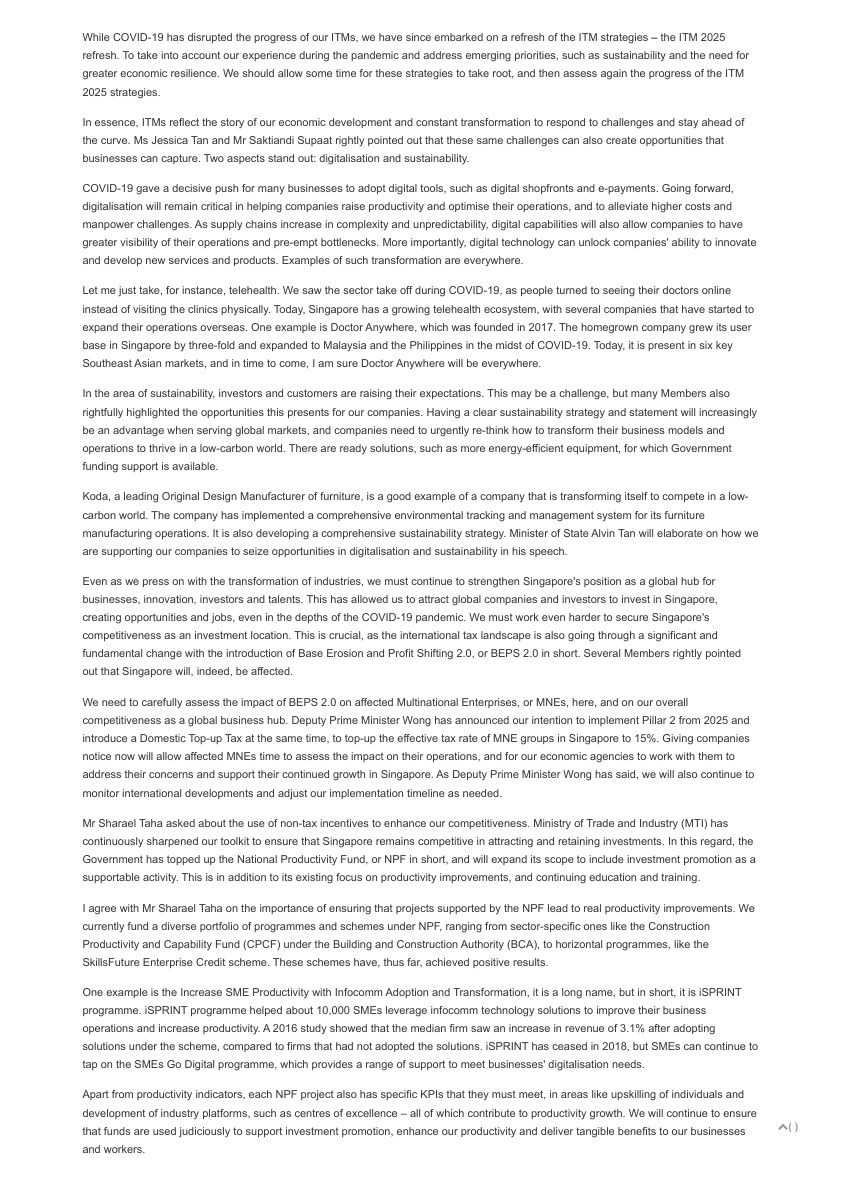 While COVID-19 has disrupted the progress of our ITMs, we have since embarked on a refresh of the ITM strategies – the ITM 2025
refresh. To take into account our experience during the pandemic and address emerging priorities, such as sustainability and the need for
greater economic resilience. We should allow some time for these strategies to take root, and then assess again the progress of the ITM
2025 strategies.
In essence, ITMs reflect the story of our economic development and constant transformation to respond to challenges and stay ahead of
the curve. Ms Jessica Tan and Mr Saktiandi Supaat rightly pointed out that these same challenges can also create opportunities that
businesses can capture. Two aspects stand out: digitalisation and sustainability.
COVID-19 gave a decisive push for many businesses to adopt digital tools, such as digital shopfronts and e-payments. Going forward,
digitalisation will remain critical in helping companies raise productivity and optimise their operations, and to alleviate higher costs and
manpower challenges. As supply chains increase in complexity and unpredictability, digital capabilities will also allow companies to have
greater visibility of their operations and pre-empt bottlenecks. More importantly, digital technology can unlock companies' ability to innovate
and develop new services and products. Examples of such transformation are everywhere.
Let me just take, for instance, telehealth. We saw the sector take off during COVID-19, as people turned to seeing their doctors online
instead of visiting the clinics physically. Today, Singapore has a growing telehealth ecosystem, with several companies that have started to
expand their operations overseas. One example is Doctor Anywhere, which was founded in 2017. The homegrown company grew its user
base in Singapore by three-fold and expanded to Malaysia and the Philippines in the midst of COVID-19. Today, it is present in six key
Southeast Asian markets, and in time to come, I am sure Doctor Anywhere will be everywhere.
In the area of sustainability, investors and customers are raising their expectations. This may be a challenge, but many Members also
rightfully highlighted the opportunities this presents for our companies. Having a clear sustainability strategy and statement will increasingly
be an advantage when serving global markets, and companies need to urgently re-think how to transform their business models and
operations to thrive in a low-carbon world. There are ready solutions, such as more energy-efficient equipment, for which Government
funding support is available.
Koda, a leading Original Design Manufacturer of furniture, is a good example of a company that is transforming itself to compete in a low-
carbon world. The company has implemented a comprehensive environmental tracking and management system for its furniture
manufacturing operations. It is also developing a comprehensive sustainability strategy. Minister of State Alvin Tan will elaborate on how we
are supporting our companies to seize opportunities in digitalisation and sustainability in his speech.
Even as we press on with the transformation of industries, we must continue to strengthen Singapore's position as a global hub for
businesses, innovation, investors and talents. This has allowed us to attract global companies and investors to invest in Singapore,
creating opportunities and jobs, even in the depths of the COVID-19 pandemic. We must work even harder to secure Singapore's
competitiveness as an investment location. This is crucial, as the international tax landscape is also going through a significant and
fundamental change with the introduction of Base Erosion and Profit Shifting 2.0, or BEPS 2.0 in short. Several Members rightly pointed
out that Singapore will, indeed, be affected.
We need to carefully assess the impact of BEPS 2.0 on affected Multinational Enterprises, or MNEs, here, and on our overall
competitiveness as a global business hub. Deputy Prime Minister Wong has announced our intention to implement Pillar 2 from 2025 and
introduce a Domestic Top-up Tax at the same time, to top-up the effective tax rate of MNE groups in Singapore to 15%. Giving companies
notice now will allow affected MNEs time to assess the impact on their operations, and for our economic agencies to work with them to
address their concerns and support their continued growth in Singapore. As Deputy Prime Minister Wong has said, we will also continue to
monitor international developments and adjust our implementation timeline as needed.
Mr Sharael Taha asked about the use of non-tax incentives to enhance our competitiveness. Ministry of Trade and Industry (MTI) has
continuously sharpened our toolkit to ensure that Singapore remains competitive in attracting and retaining investments. In this regard, the
Government has topped up the National Productivity Fund, or NPF in short, and will expand its scope to include investment promotion as a
supportable activity. This is in addition to its existing focus on productivity improvements, and continuing education and training.
I agree with Mr Sharael Taha on the importance of ensuring that projects supported by the NPF lead to real productivity improvements. We
currently fund a diverse portfolio of programmes and schemes under NPF, ranging from sector-specific ones like the Construction
Productivity and Capability Fund (CPCF) under the Building and Construction Authority (BCA), to horizontal programmes, like the
SkillsFuture Enterprise Credit scheme. These schemes have, thus far, achieved positive results.
One example is the Increase SME Productivity with Infocomm Adoption and Transformation, it is a long name, but in short, it is iSPRINT
programme. iSPRINT programme helped about 10,000 SMEs leverage infocomm technology solutions to improve their business
operations and increase productivity. A 2016 study showed that the median firm saw an increase in revenue of 3.1% after adopting
solutions under the scheme, compared to firms that had not adopted the solutions. iSPRINT has ceased in 2018, but SMEs can continue to
tap on the SMEs Go Digital programme, which provides a range of support to meet businesses' digitalisation needs.
Apart from productivity indicators, each NPF project also has specific KPIs that they must meet, in areas like upskilling of individuals and
development of industry platforms, such as centres of excellence – all of which contribute to productivity growth. We will continue to ensure
that funds are used judiciously to support investment promotion, enhance our productivity and deliver tangible benefits to our businesses
and workers.
( )